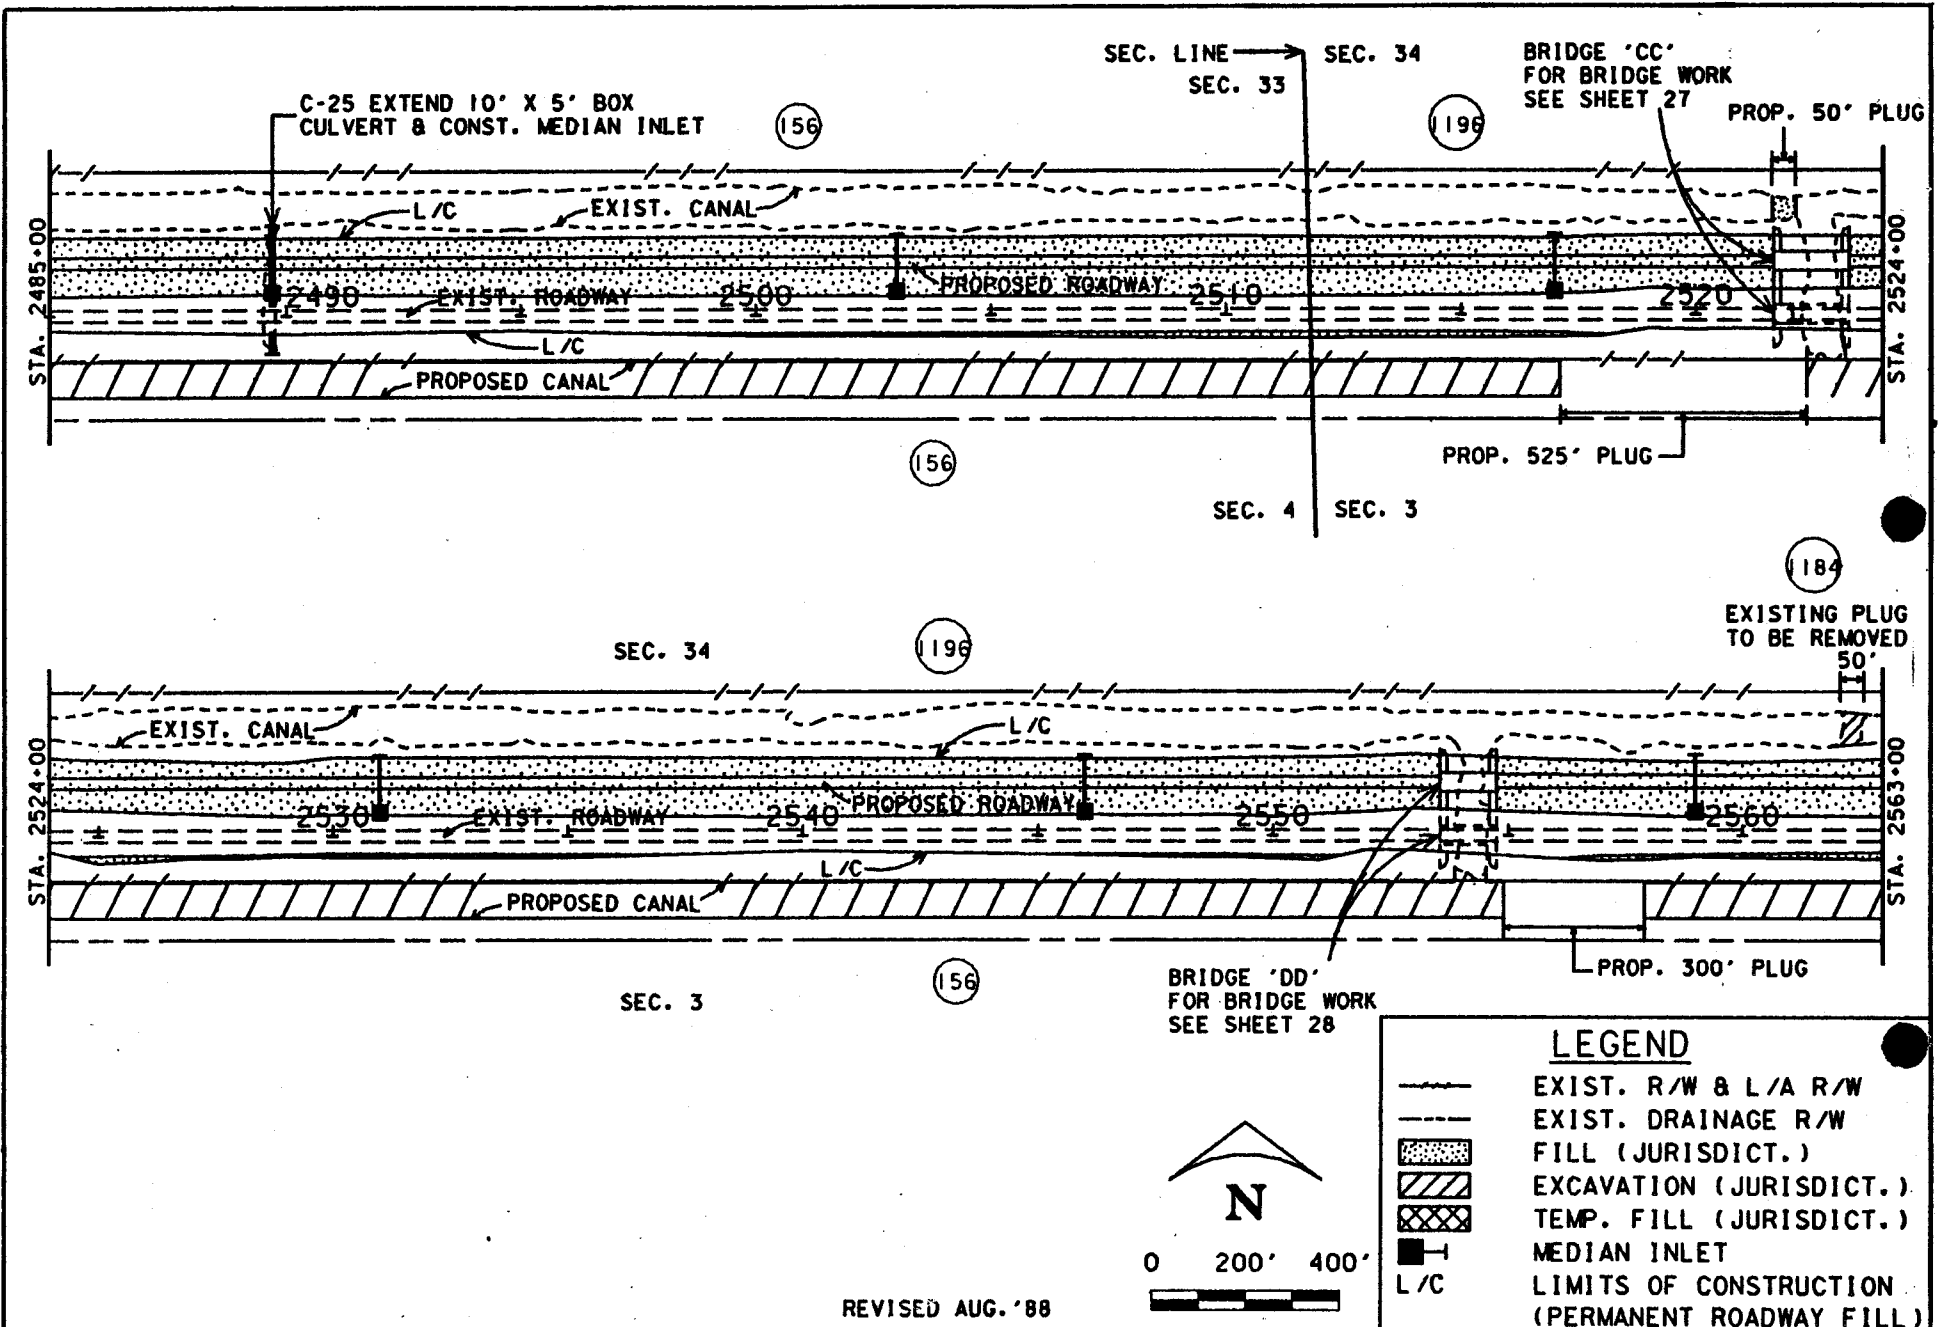 SEC. LINE
SEC. 34
SEC. 33
BRIDGE 'CC'
FOR BRIDGE WORK
SEE SHEET 27
PROP. 50' PLUG
C-25 EXTEND 10' X 5' BOX
CULVERT & CONST. MEDIAN INLET
156
1196
L/C
EXIST. CANAL
STA. 2485+00
STA. 2524+00
2490
EXIST. ROADWAY
2500
PROPOSED ROADWAY
2510
2520
L/C
PROPOSED CANAL
PROP. 525' PLUG
156
SEC. 4
SEC. 3
1184
EXISTING PLUG
TO BE REMOVED
50'
SEC. 34
1196
EXIST. CANAL
L/C
STA. 2524+00
STA. 2563+00
2530
EXIST. ROADWAY
2540
PROPOSED ROADWAY
2550
2560
L/C
PROPOSED CANAL
PROP. 300' PLUG
BRIDGE 'DD'
FOR BRIDGE WORK
SEE SHEET 28
SEC. 3
156
LEGEND
EXIST. R/W & L/A R/W
EXIST. DRAINAGE R/W
FILL (JURISDICT.)
EXCAVATION (JURISDICT.)
TEMP. FILL (JURISDICT.)
MEDIAN INLET
L/C LIMITS OF CONSTRUCTION
(PERMANENT ROADWAY FILL)
N
0 200' 400'
REVISED AUG. '88